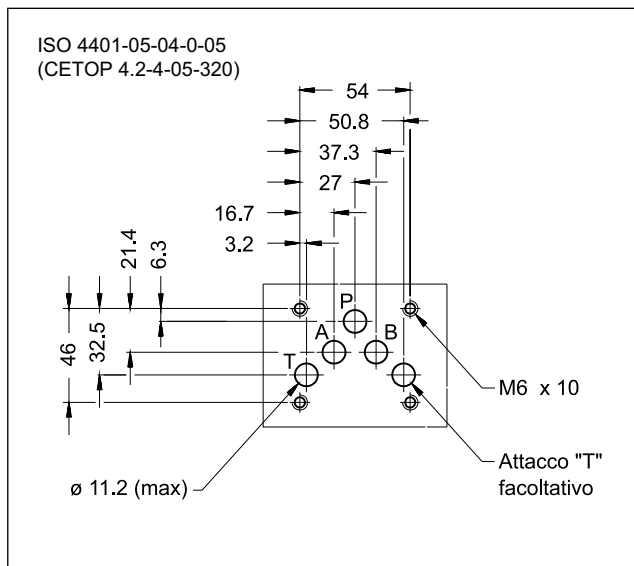 ISO 4401-05-04-0-05
(CETOP 4.2-4-05-320)
54
50.8
37.3
27
16.7
3.2
21.4
6.3
46
32.5
P
A
B
T
M6 x 10
ø 11.2 (max)
Attacco "T"
facoltativo